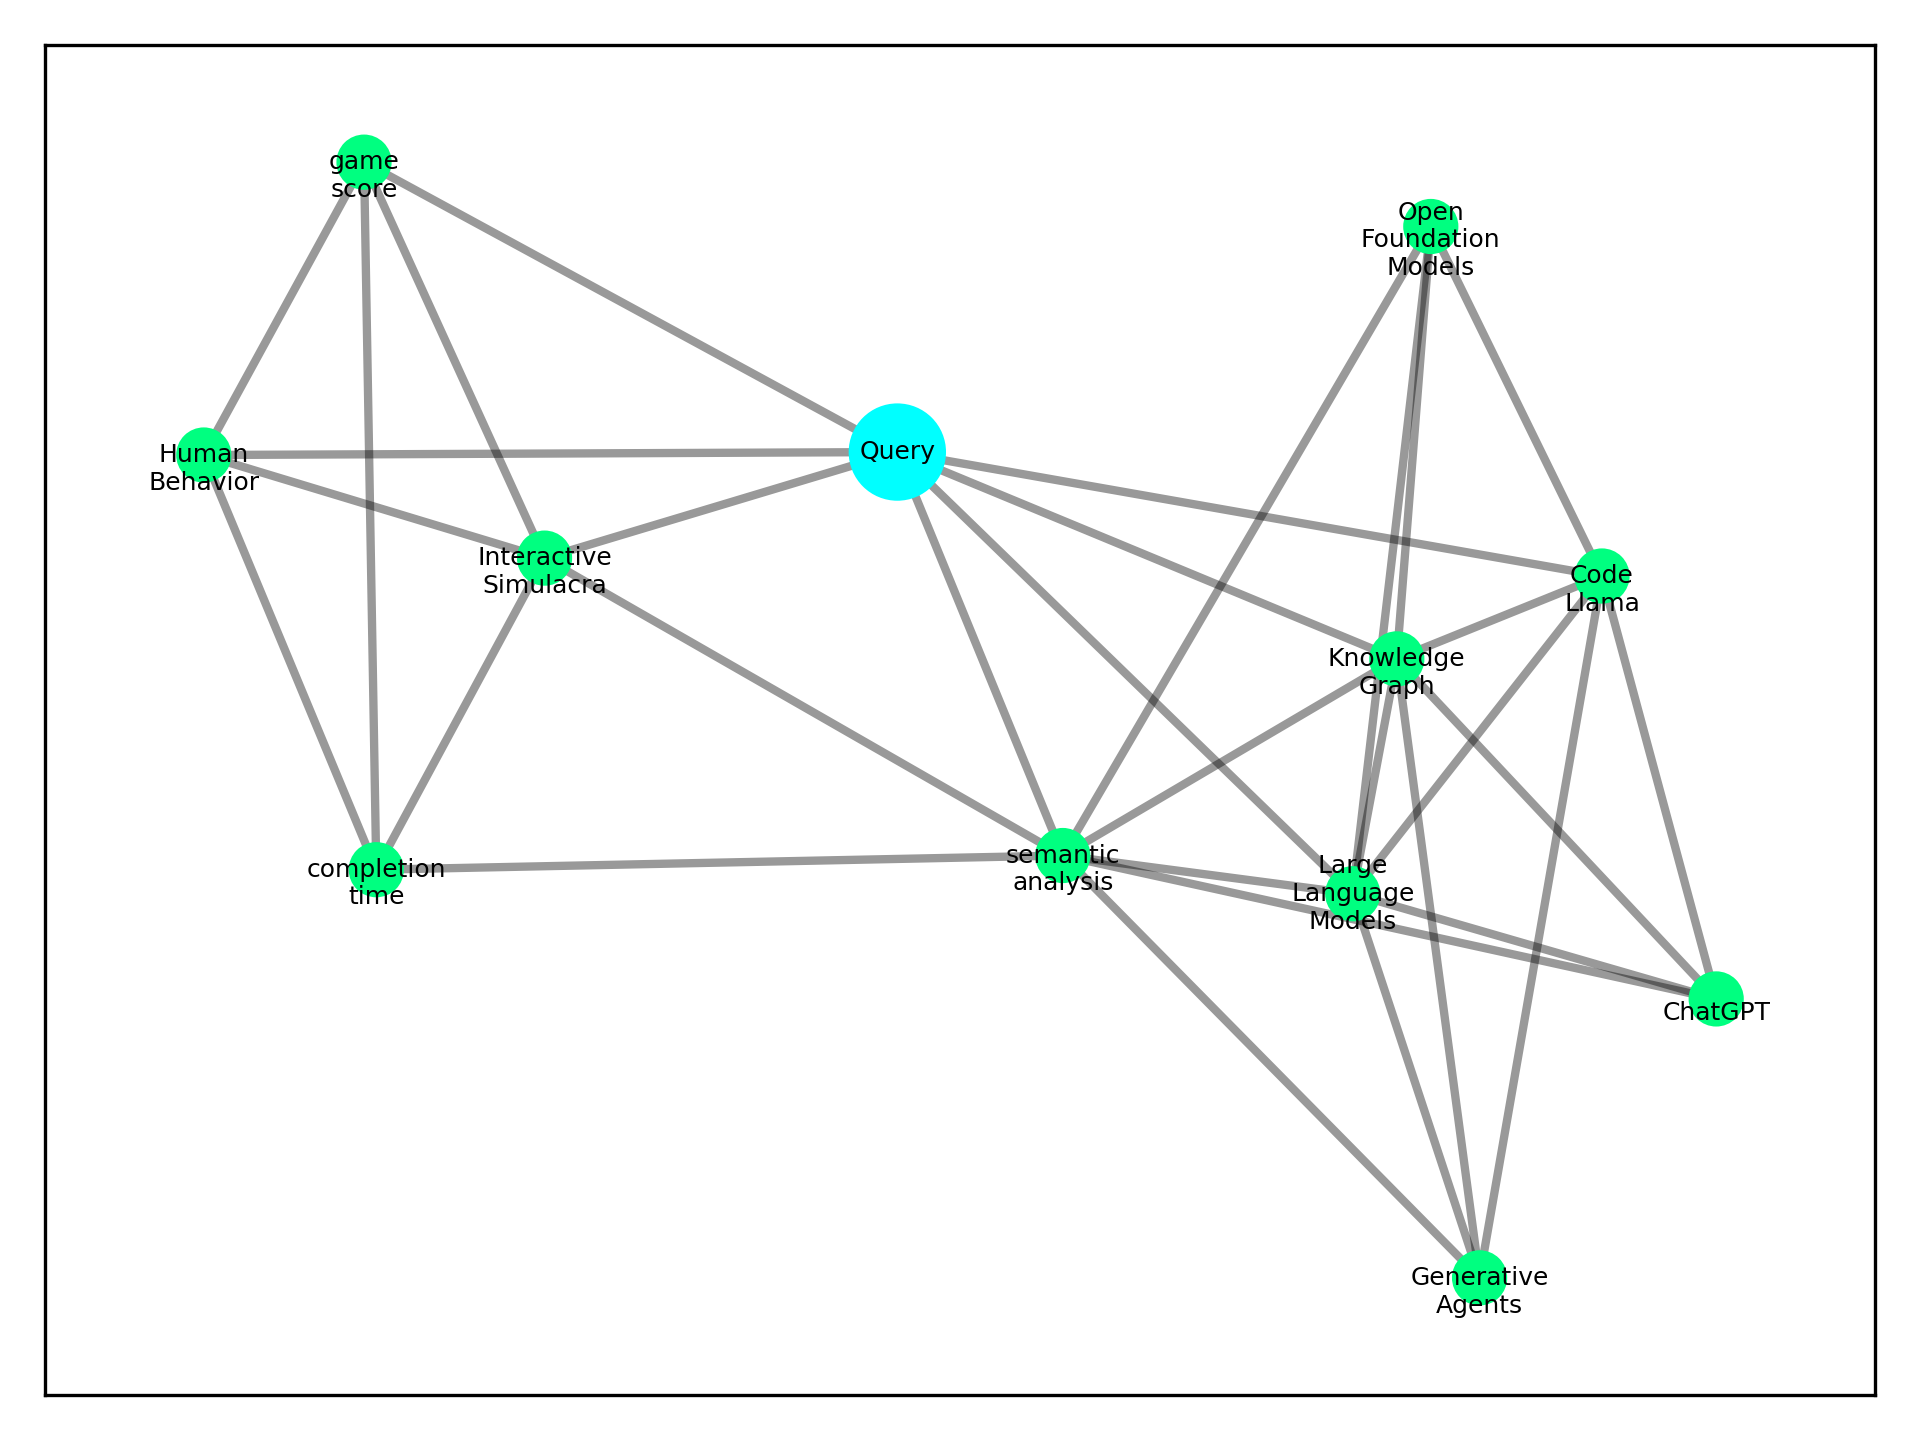 game
score
Open
Foundation
Models
Query
Human
Behavior
Interactive
Simulacra
Code
Llama
Knowledge
Graph
semantic
analysis
Large
Language
Models
completion
time
ChatGPT
Generative
Agents